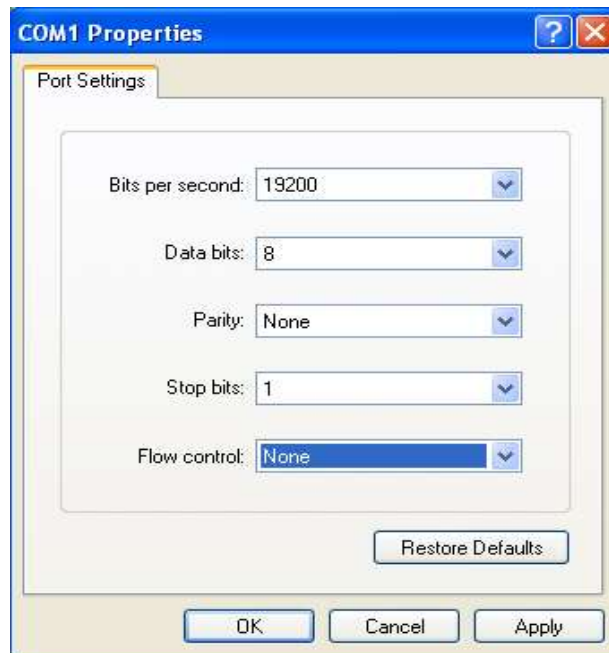 COM1 Properties
Port Settings
Bits per second: 19200
Data bits: 8
Parity: None
Stop bits: 1
Flow control: None
Restore Defaults
OK Cancel Apply